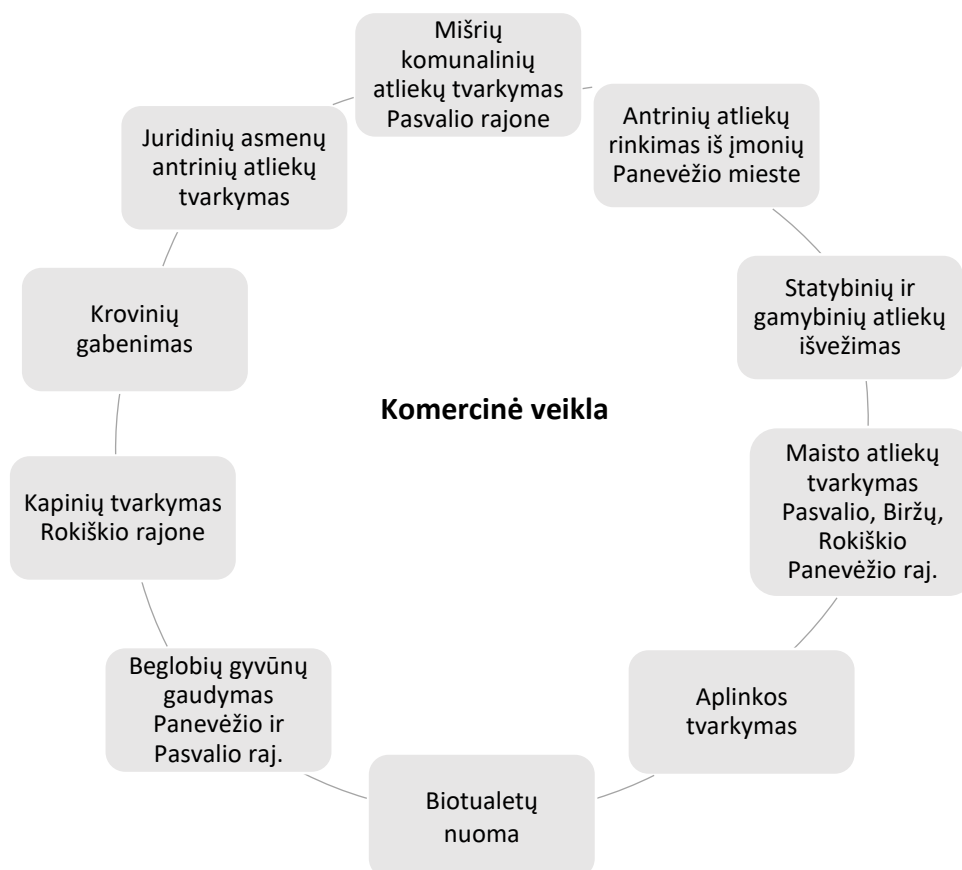 Mišrių
komunalinių
atliekų tvarkymas
Pasvalio rajone
Antrinių atliekų
rinkimas iš įmonių
Panevėžio mieste
Statybinių ir
gamybinių atliekų
išvežimas
Maisto atliekų
tvarkymas
Pasvalio, Biržų,
Rokiškio
Panevėžio raj.
Aplinkos
tvarkymas
Biotualetų
nuoma
Beglobių gyvūnų
gaudymas
Panevėžio ir
Pasvalio raj.
Kapinių tvarkymas
Rokiškio rajone
Krovinių
gabenimas
Juridinių asmenų
antrinių atliekų
tvarkymas
Komercinė veikla